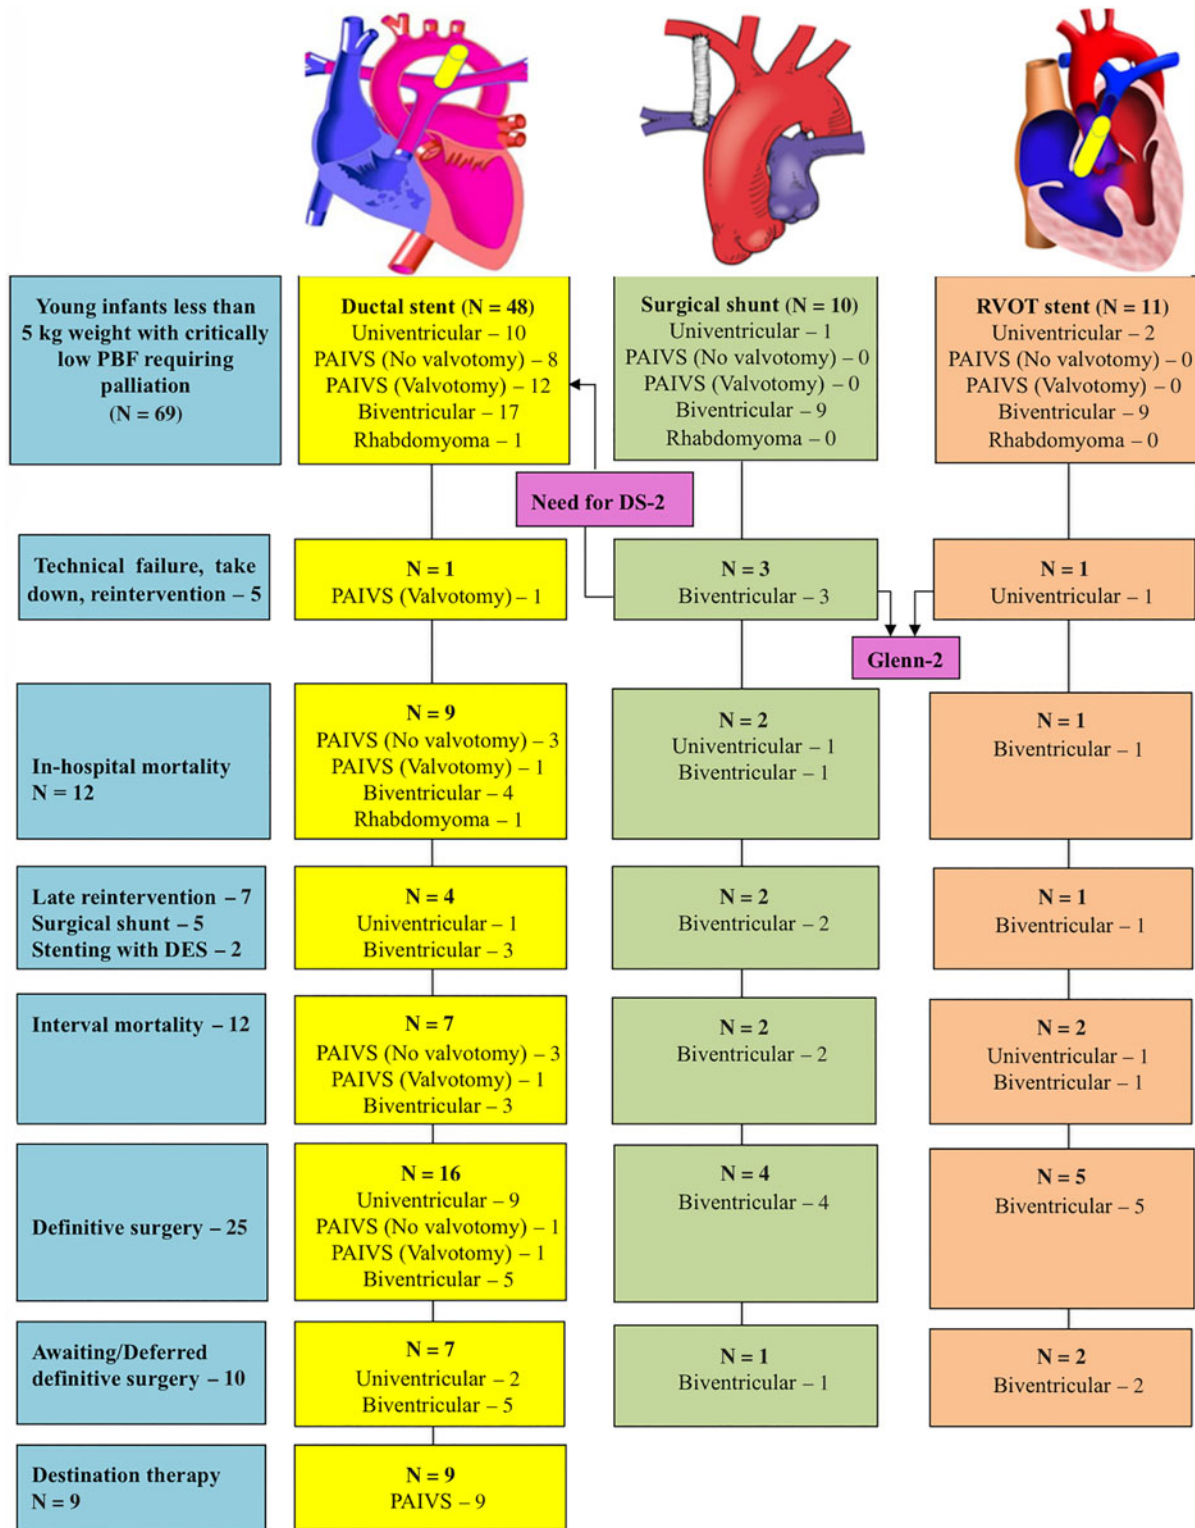 Young infants less than
5 kg weight with critically
low PBF requiring
palliation
(N = 69)
Ductal stent (N = 48)
Univentricular – 10
PAIVS (No valvotomy) – 8
PAIVS (Valvotomy) – 12
Biventricular – 17
Rhabdomyoma – 1
Surgical shunt (N = 10)
Univentricular – 1
PAIVS (No valvotomy) – 0
PAIVS (Valvotomy) – 0
Biventricular – 9
Rhabdomyoma – 0
RVOT stent (N = 11)
Univentricular – 2
PAIVS (No valvotomy) – 0
PAIVS (Valvotomy) – 0
Biventricular – 9
Rhabdomyoma – 0
Need for DS-2
Technical failure, take
down, reintervention – 5
N = 1
PAIVS (Valvotomy) – 1
N = 3
Biventricular – 3
N = 1
Univentricular – 1
Glenn-2
In-hospital mortality
N = 12
N = 9
PAIVS (No valvotomy) – 3
PAIVS (Valvotomy) – 1
Biventricular – 4
Rhabdomyoma – 1
N = 2
Univentricular – 1
Biventricular – 1
N = 1
Biventricular – 1
Late reintervention – 7
Surgical shunt – 5
Stenting with DES – 2
N = 4
Univentricular – 1
Biventricular – 3
N = 2
Biventricular – 2
N = 1
Biventricular – 1
Interval mortality – 12
N = 7
PAIVS (No valvotomy) – 3
PAIVS (Valvotomy) – 1
Biventricular – 3
N = 2
Biventricular – 2
N = 2
Univentricular – 1
Biventricular – 1
Definitive surgery – 25
N = 16
Univentricular – 9
PAIVS (No valvotomy) – 1
PAIVS (Valvotomy) – 1
Biventricular – 5
N = 4
Biventricular – 4
N = 5
Biventricular – 5
Awaiting/Deferred
definitive surgery – 10
N = 7
Univentricular – 2
Biventricular – 5
N = 1
Biventricular – 1
N = 2
Biventricular – 2
Destination therapy
N = 9
N = 9
PAIVS – 9